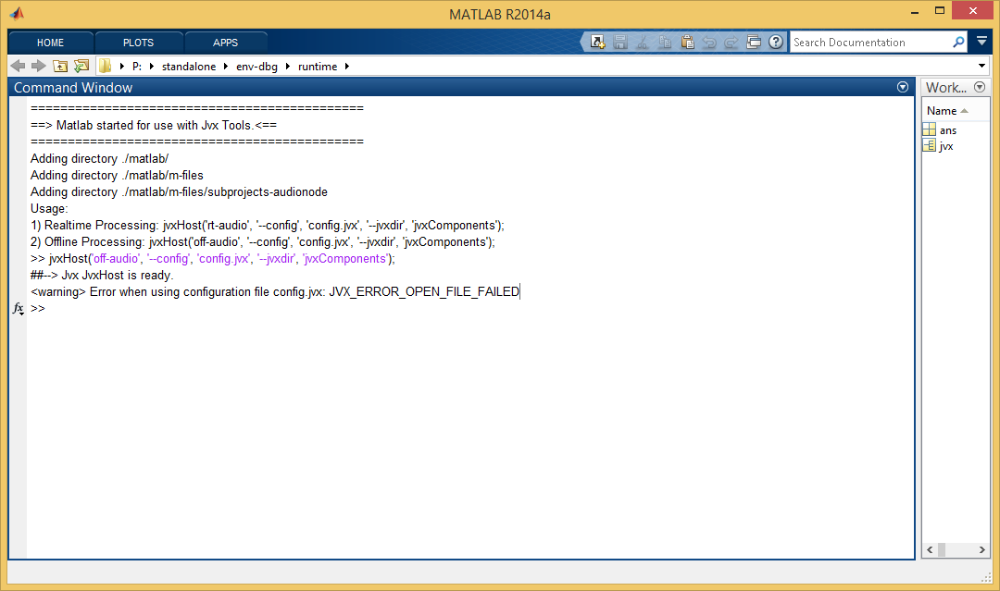 MATLAB R2014a
HOME PLOTS APPS Search Documentation
P: standalone env-dbg runtime
Command Window
=============================================
==> Matlab started for use with Jvx Tools.<==
=============================================
Adding directory ./matlab/
Adding directory ./matlab/m-files
Adding directory ./matlab/m-files/subprojects-audionode
Usage:
1) Realtime Processing: jvxHost('rt-audio', '--config', 'config.jvx', '--jvxdir', 'jvxComponents');
2) Offline Processing: jvxHost('off-audio', '--config', 'config.jvx', '--jvxdir', 'jvxComponents');
>> jvxHost('off-audio', '--config', 'config.jvx', '--jvxdir', 'jvxComponents');
##--> Jvx JvxHost is ready.
<warning> Error when using configuration file config.jvx: JVX_ERROR_OPEN_FILE_FAILED
fx >>
Work...
Name
ans
jvx